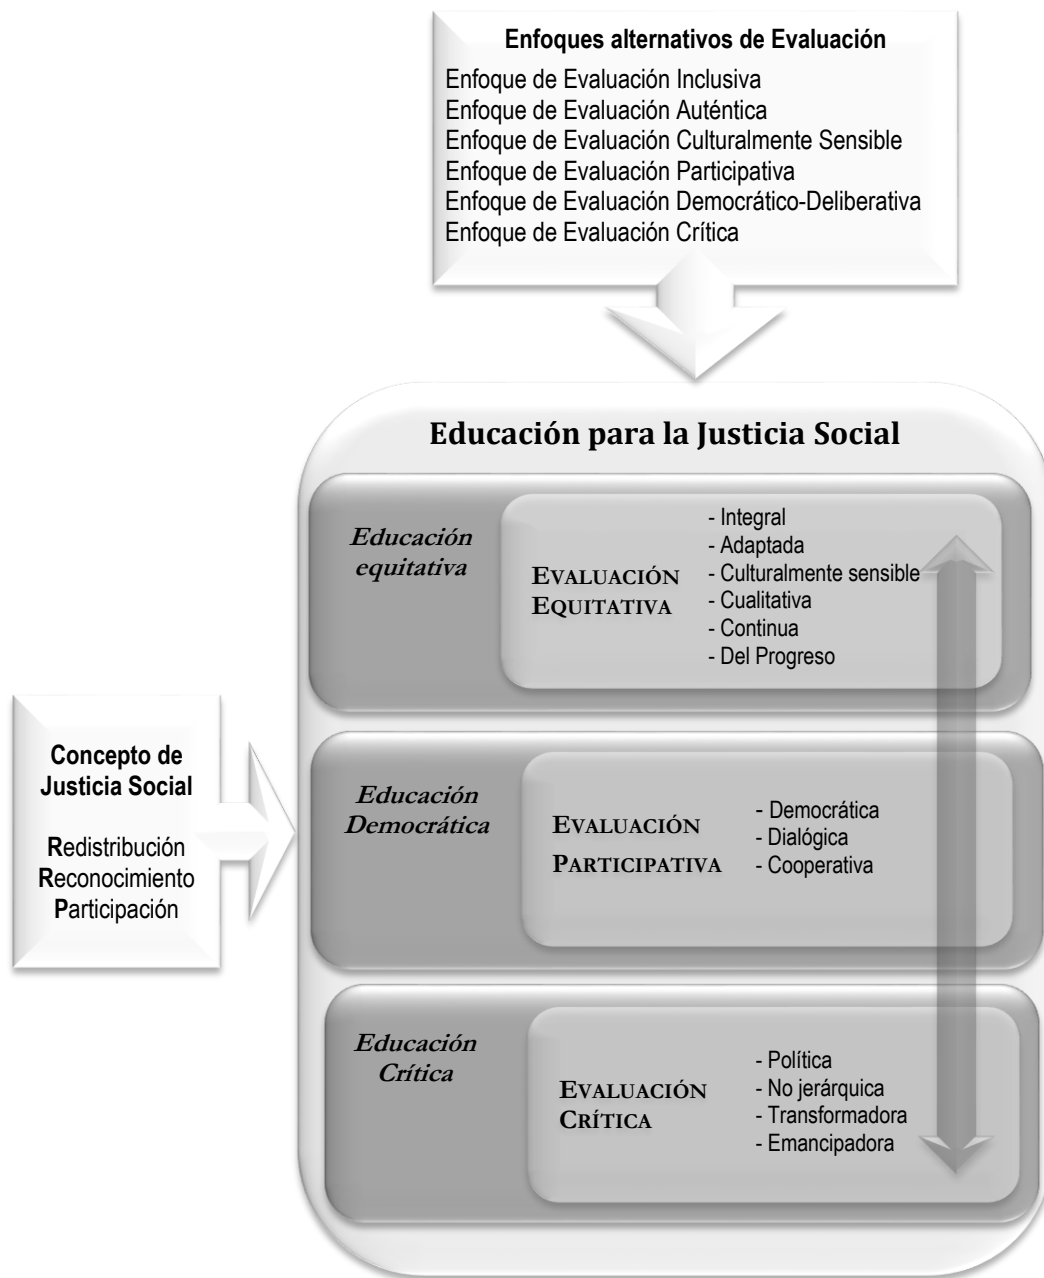 Enfoques alternativos de Evaluación
Enfoque de Evaluación Inclusiva
Enfoque de Evaluación Auténtica
Enfoque de Evaluación Culturalmente Sensible
Enfoque de Evaluación Participativa
Enfoque de Evaluación Democrático-Deliberativa
Enfoque de Evaluación Crítica
Educación para la Justicia Social
Educación
equitativa
EVALUACIÓN
EQUITATIVA
- Integral
- Adaptada
- Culturalmente sensible
- Cualitativa
- Continua
- Del Progreso
Concepto de
Justicia Social
Redistribución
Reconocimiento
Participación
Educación
Democrática
EVALUACIÓN
PARTICIPATIVA
- Democrática
- Dialógica
- Cooperativa
Educación
Crítica
EVALUACIÓN
CRÍTICA
- Política
- No jerárquica
- Transformadora
- Emancipadora